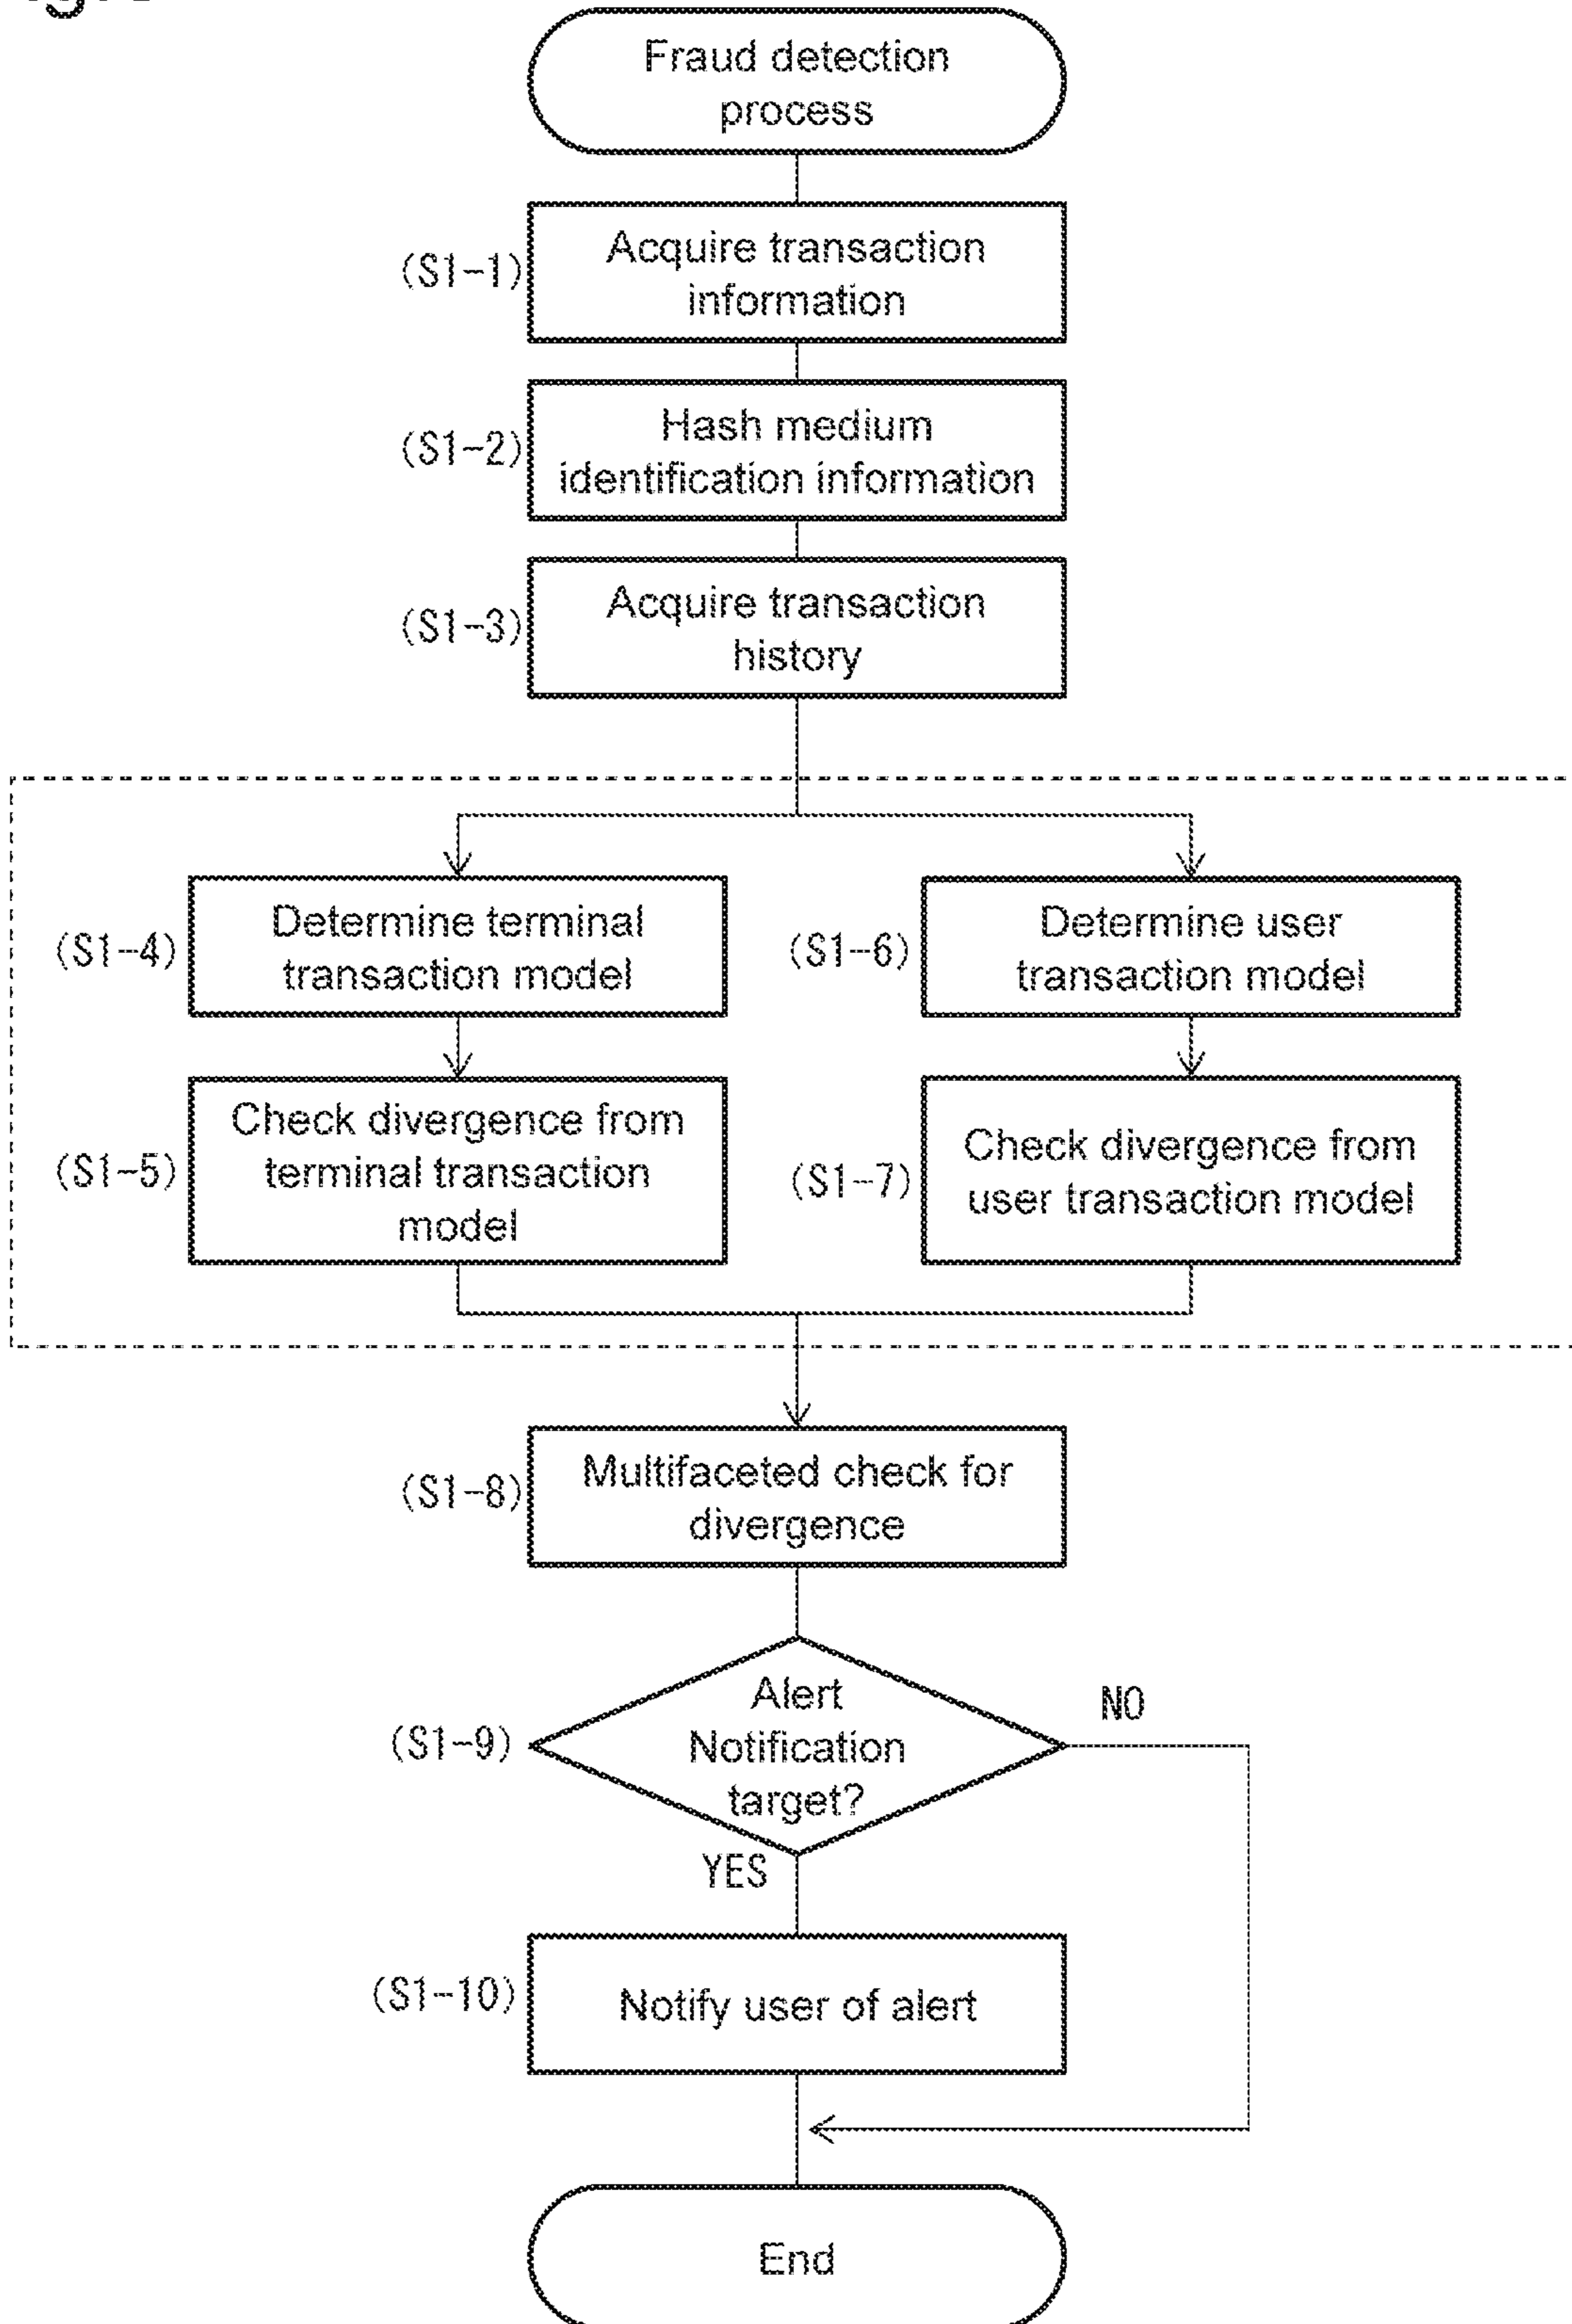 Fraud detection
process
(S1-1)
Acquire transaction
information
(S1-2)
Hash medium
identification information
(S1-3)
Acquire transaction
history
(S1-4)
Determine terminal
transaction model
(S1-6)
Determine user
transaction model
(S1-5)
Check divergence from
terminal transaction
model
(S1-7)
Check divergence from
user transaction model
(S1-8)
Multifaceted check for
divergence
(S1-9)
Alert
Notification
target?
NO
YES
(S1-10)
Notify user of alert
End